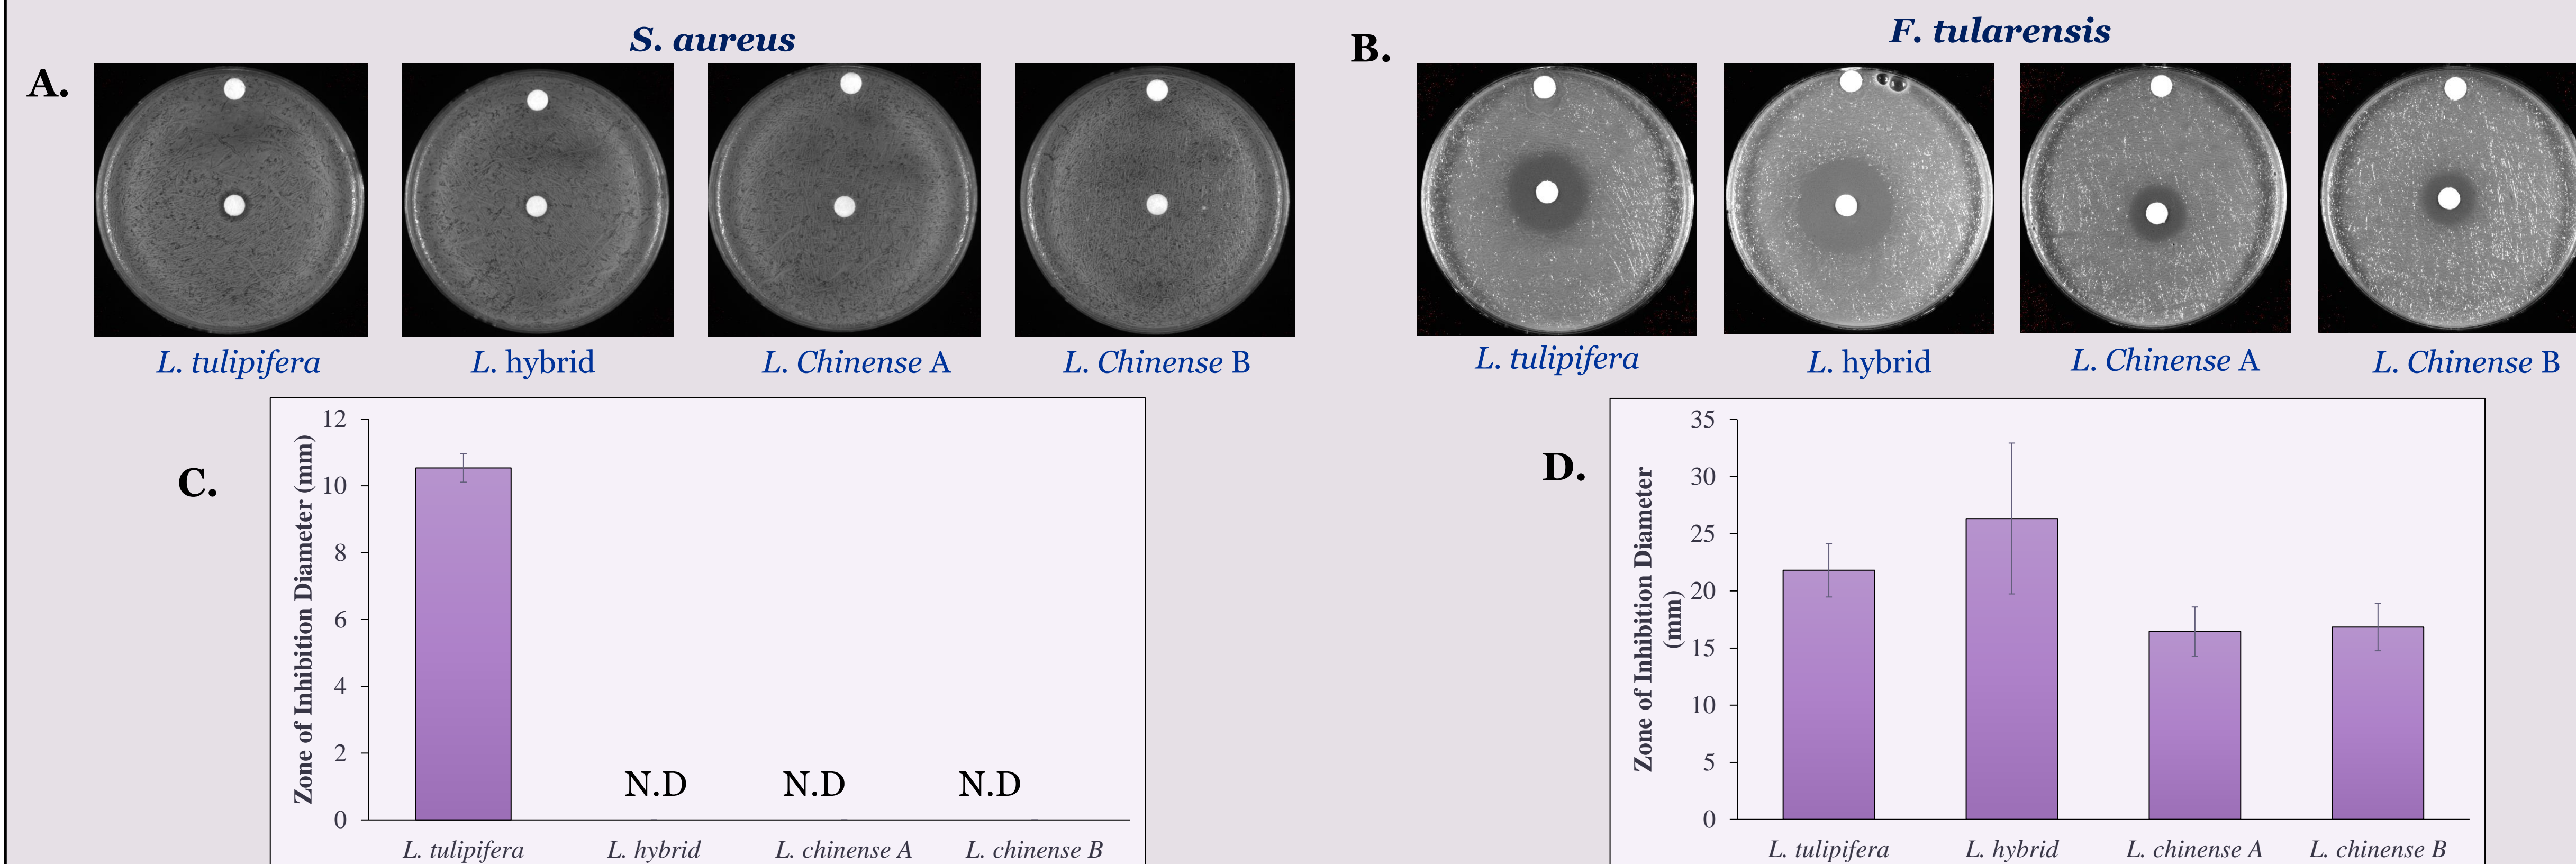 S. aureus
A.
L. tulipifera
L. hybrid
L. Chinense A
L. Chinense B
F. tularensis
B.
L. tulipifera
L. hybrid
L. Chinense A
L. Chinense B
C.
Zone of Inhibition Diameter (mm)
12
10
8
6
4
2
0
N.D
N.D
N.D
L. tulipifera
L. hybrid
L. chinense A
L. chinense B
D.
Zone of Inhibition Diameter
(mm)
35
30
25
20
15
10
5
0
L. tulipifera
L. hybrid
L. chinense A
L. chinense B